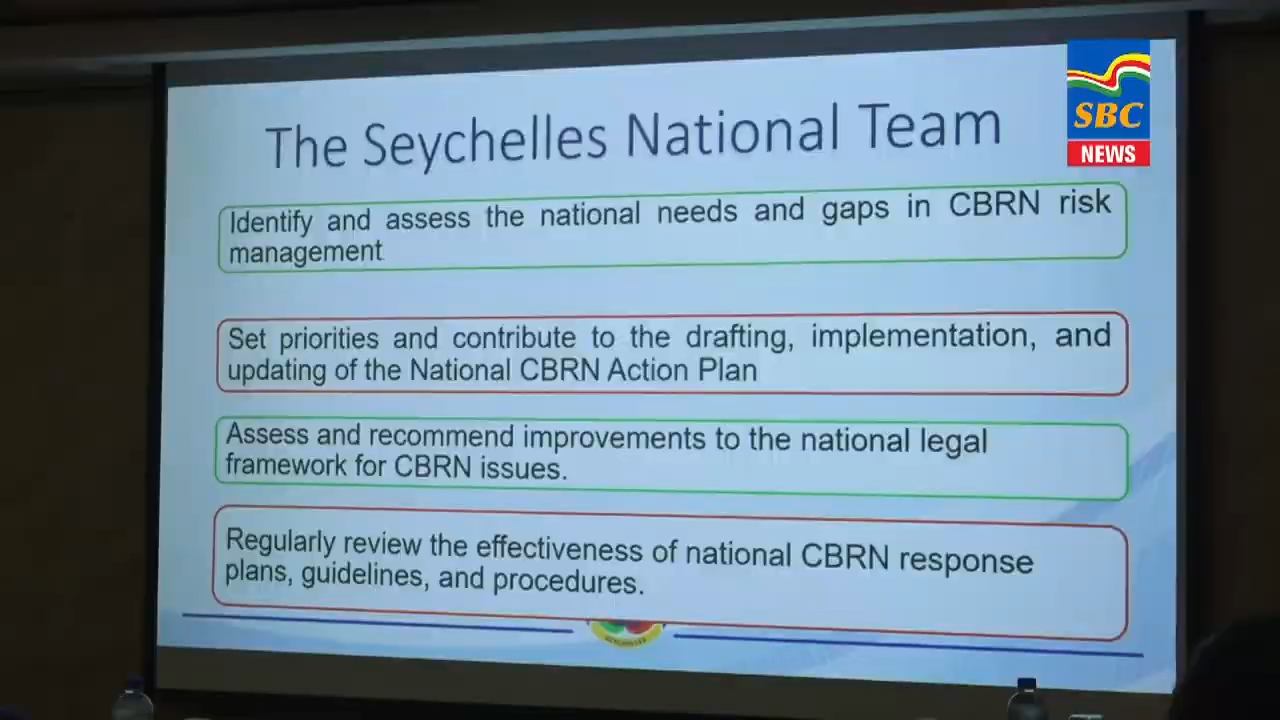 The Seychelles National Team
SBC
NEWS
Identify and assess the national needs and gaps in CBRN risk
management
Set priorities and contribute to the drafting, implementation, and
updating of the National CBRN Action Plan
Assess and recommend improvements to the national legal
framework for CBRN issues.
Regularly review the effectiveness of national CBRN response
plans, guidelines, and procedures.